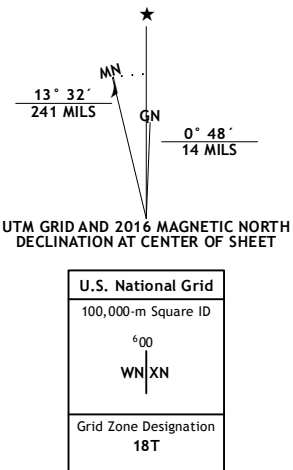 ★
MN
GN
13° 32´
241 MILS
0° 48´
14 MILS
UTM GRID AND 2016 MAGNETIC NORTH
DECLINATION AT CENTER OF SHEET
U.S. National Grid
100,000-m Square ID
⁶00
WN XN
Grid Zone Designation
18T